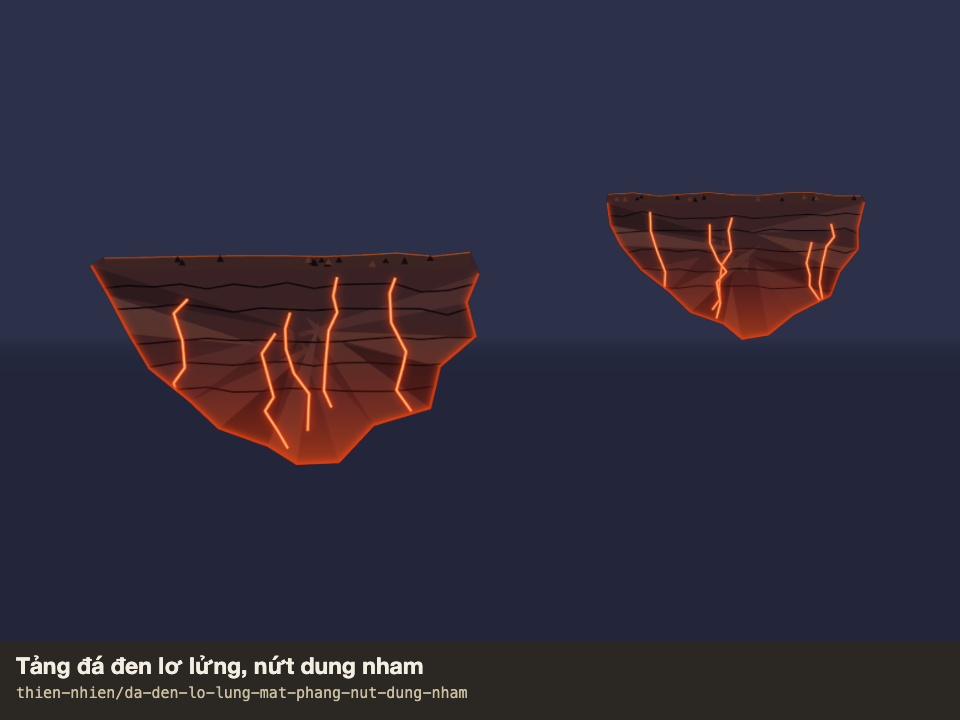 Tảng đá đen lơ lửng, nứt dung nham
thien-nhien/da-den-lo-lung-mat-phang-nut-dung-nham